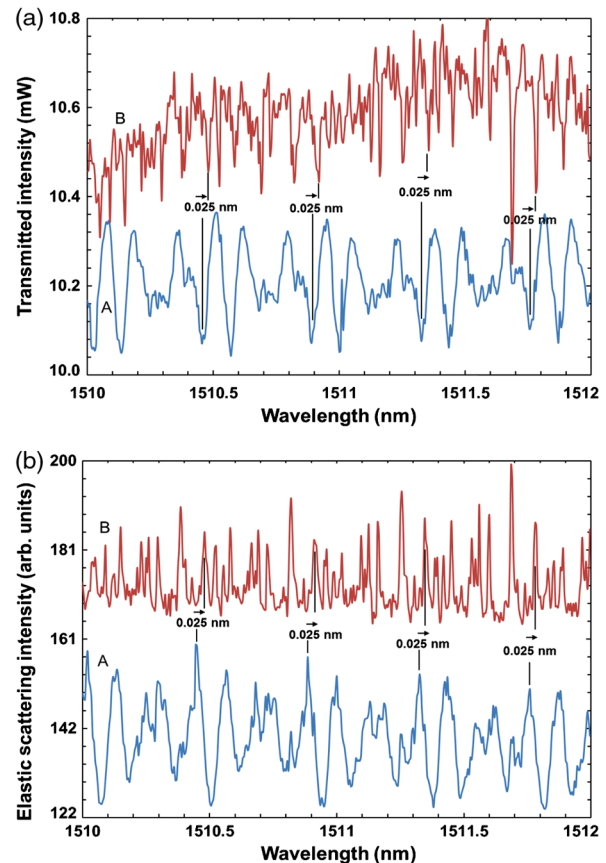 (a)
10.8
10.6
10.4
10.2
10.0
Transmitted intensity (mW)
B
A
0.025 nm
0.025 nm
0.025 nm
0.025 nm
1510
1510.5
1511
1511.5
1512
Wavelength (nm)
(b)
200
181
161
142
122
Elastic scattering intensity (arb. units)
B
A
0.025 nm
0.025 nm
0.025 nm
0.025 nm
1510
1510.5
1511
1511.5
1512
Wavelength (nm)